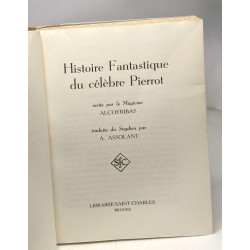 Histoire Fantastique
du célèbre Pierrot
écrite par le Magicien
ALCOFRIBAS
traduite du Sogdien par
A. ASSOLANT
SfC
LIBRAIRIE SAINT-CHARLES
BRUGES